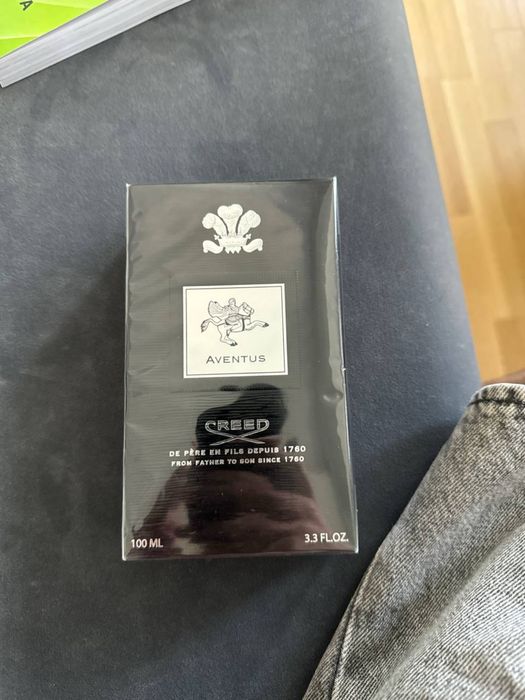 A
AVENTUS
CREED
DE PÈRE EN FILS DEPUIS 1760
FROM FATHER TO SON SINCE 1760
100 ML
3.3 FL.OZ.